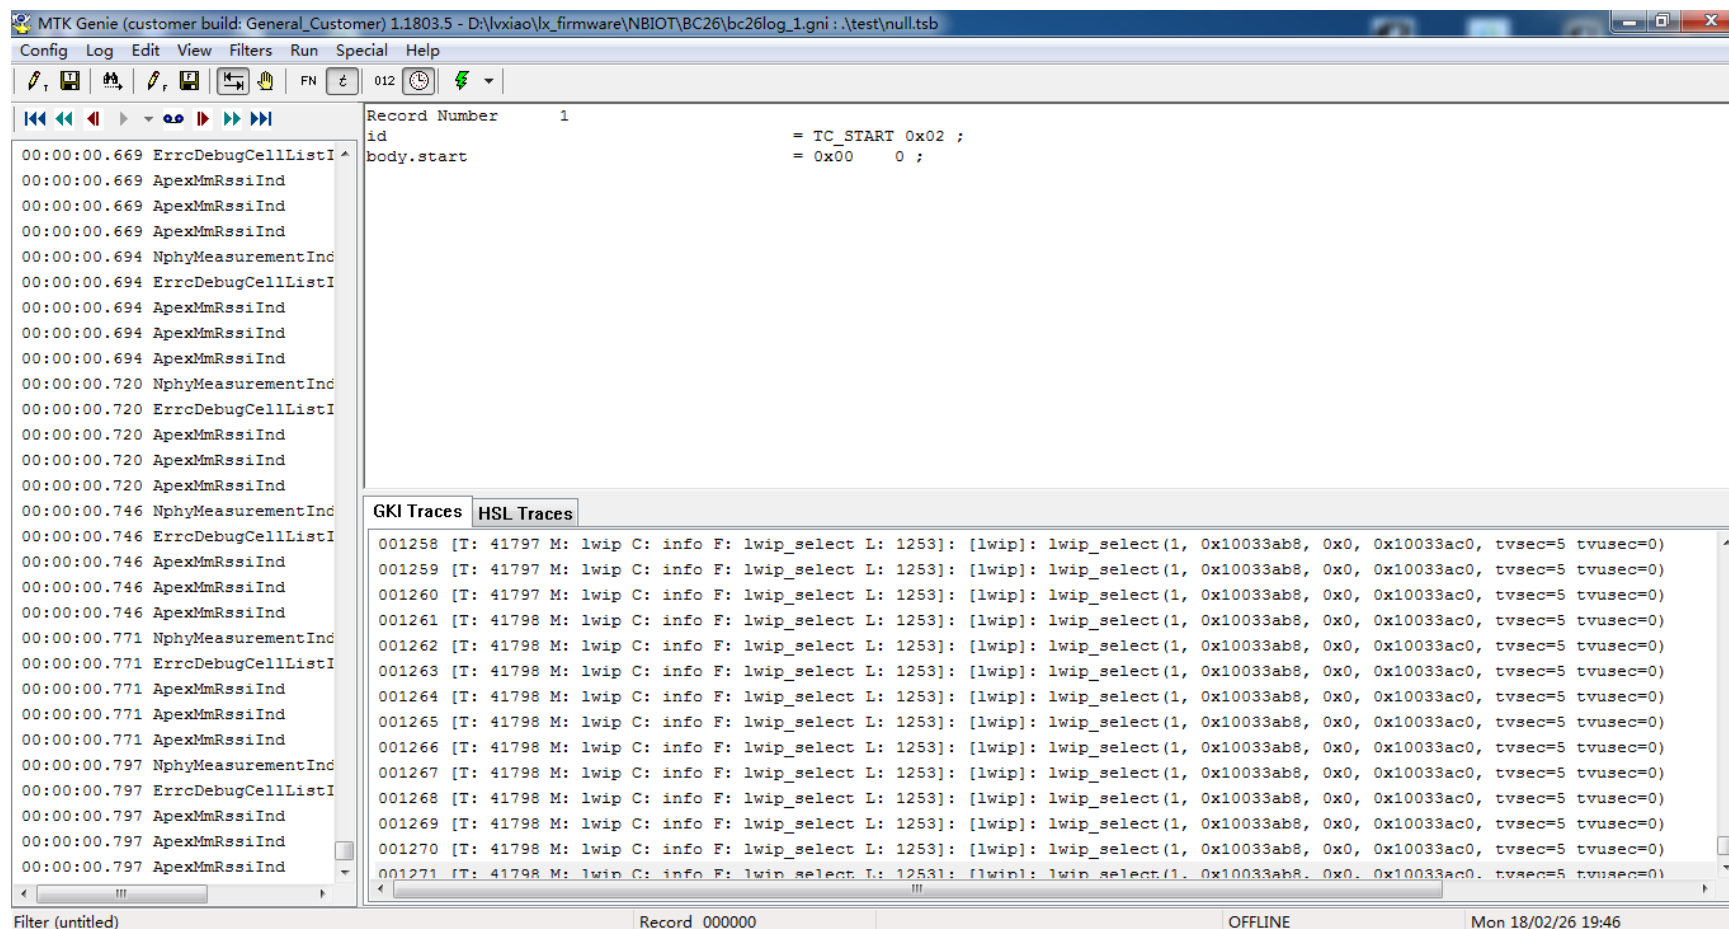 MTK Genie (customer build: General_Customer) 1.1803.5 - D:\lvxiao\lx_firmware\NBIOT\BC26\bc26log_1.gni : .\test\null.tsb
Config Log Edit View Filters Run Special Help
T F FN t 012
Record Number 1
id = TC_START 0x02 ;
body.start = 0x00 0 ;
00:00:00.669 ErrcDebugCellListI
00:00:00.669 ApexMmRssiInd
00:00:00.669 ApexMmRssiInd
00:00:00.669 ApexMmRssiInd
00:00:00.694 NphyMeasurementInd
00:00:00.694 ErrcDebugCellListI
00:00:00.694 ApexMmRssiInd
00:00:00.694 ApexMmRssiInd
00:00:00.694 ApexMmRssiInd
00:00:00.720 NphyMeasurementInd
00:00:00.720 ErrcDebugCellListI
00:00:00.720 ApexMmRssiInd
00:00:00.720 ApexMmRssiInd
00:00:00.720 ApexMmRssiInd
00:00:00.746 NphyMeasurementInd
00:00:00.746 ErrcDebugCellListI
00:00:00.746 ApexMmRssiInd
00:00:00.746 ApexMmRssiInd
00:00:00.746 ApexMmRssiInd
00:00:00.771 NphyMeasurementInd
00:00:00.771 ErrcDebugCellListI
00:00:00.771 ApexMmRssiInd
00:00:00.771 ApexMmRssiInd
00:00:00.771 ApexMmRssiInd
00:00:00.797 NphyMeasurementInd
00:00:00.797 ErrcDebugCellListI
00:00:00.797 ApexMmRssiInd
00:00:00.797 ApexMmRssiInd
00:00:00.797 ApexMmRssiInd
GKI Traces HSL Traces
001258 [T: 41797 M: lwip C: info F: lwip_select L: 1253]: [lwip]: lwip_select(1, 0x10033ab8, 0x0, 0x10033ac0, tvsec=5 tvusec=0)
001259 [T: 41797 M: lwip C: info F: lwip_select L: 1253]: [lwip]: lwip_select(1, 0x10033ab8, 0x0, 0x10033ac0, tvsec=5 tvusec=0)
001260 [T: 41797 M: lwip C: info F: lwip_select L: 1253]: [lwip]: lwip_select(1, 0x10033ab8, 0x0, 0x10033ac0, tvsec=5 tvusec=0)
001261 [T: 41798 M: lwip C: info F: lwip_select L: 1253]: [lwip]: lwip_select(1, 0x10033ab8, 0x0, 0x10033ac0, tvsec=5 tvusec=0)
001262 [T: 41798 M: lwip C: info F: lwip_select L: 1253]: [lwip]: lwip_select(1, 0x10033ab8, 0x0, 0x10033ac0, tvsec=5 tvusec=0)
001263 [T: 41798 M: lwip C: info F: lwip_select L: 1253]: [lwip]: lwip_select(1, 0x10033ab8, 0x0, 0x10033ac0, tvsec=5 tvusec=0)
001264 [T: 41798 M: lwip C: info F: lwip_select L: 1253]: [lwip]: lwip_select(1, 0x10033ab8, 0x0, 0x10033ac0, tvsec=5 tvusec=0)
001265 [T: 41798 M: lwip C: info F: lwip_select L: 1253]: [lwip]: lwip_select(1, 0x10033ab8, 0x0, 0x10033ac0, tvsec=5 tvusec=0)
001266 [T: 41798 M: lwip C: info F: lwip_select L: 1253]: [lwip]: lwip_select(1, 0x10033ab8, 0x0, 0x10033ac0, tvsec=5 tvusec=0)
001267 [T: 41798 M: lwip C: info F: lwip_select L: 1253]: [lwip]: lwip_select(1, 0x10033ab8, 0x0, 0x10033ac0, tvsec=5 tvusec=0)
001268 [T: 41798 M: lwip C: info F: lwip_select L: 1253]: [lwip]: lwip_select(1, 0x10033ab8, 0x0, 0x10033ac0, tvsec=5 tvusec=0)
001269 [T: 41798 M: lwip C: info F: lwip_select L: 1253]: [lwip]: lwip_select(1, 0x10033ab8, 0x0, 0x10033ac0, tvsec=5 tvusec=0)
001270 [T: 41798 M: lwip C: info F: lwip_select L: 1253]: [lwip]: lwip_select(1, 0x10033ab8, 0x0, 0x10033ac0, tvsec=5 tvusec=0)
001271 [T: 41798 M: lwip C: info F: lwip_select L: 1253]: [lwip]: lwip_select(1, 0x10033ab8, 0x0, 0x10033ac0, tvsec=5 tvusec=0)
Filter (untitled) Record 000000 OFFLINE Mon 18/02/26 19:46